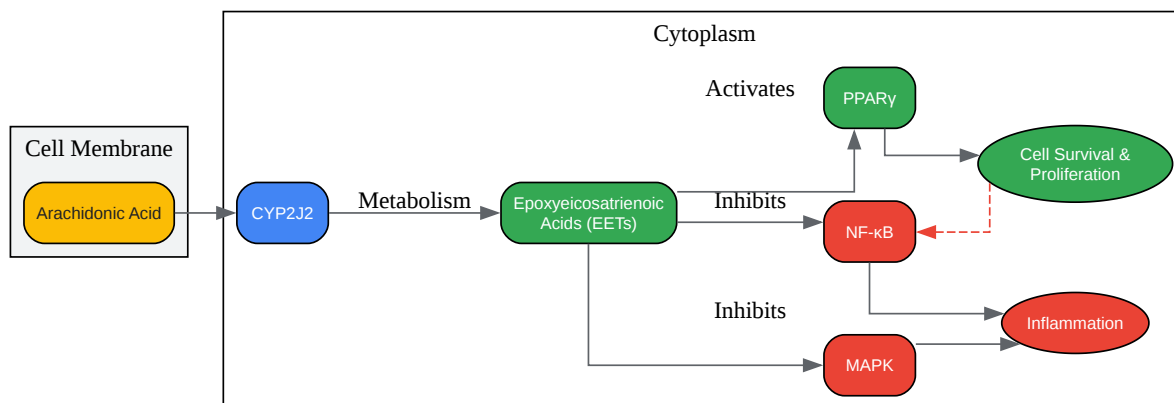 Cytoplasm
Activates
PPARγ
Cell Membrane
Cell Survival &
Proliferation
Arachidonic Acid
CYP2J2
Metabolism
Epoxyeicosatrienoic
Acids (EETs)
Inhibits
NF-κB
Inhibits
Inflammation
MAPK